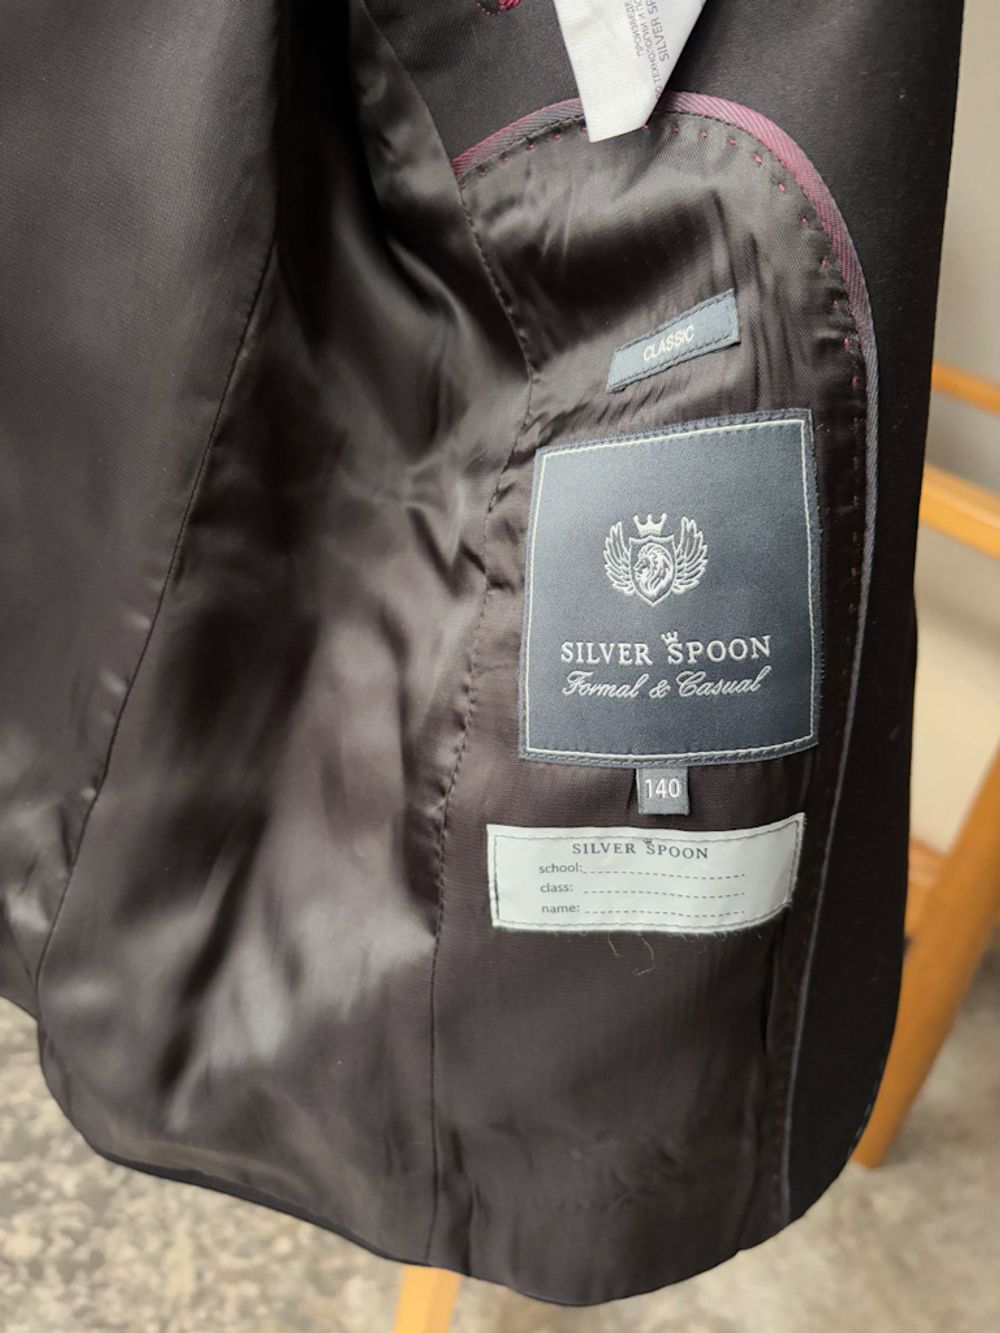 CLASSIC
SILVER SPOON
Formal & Casual
140
SILVER SPOON
school:
class:
name: